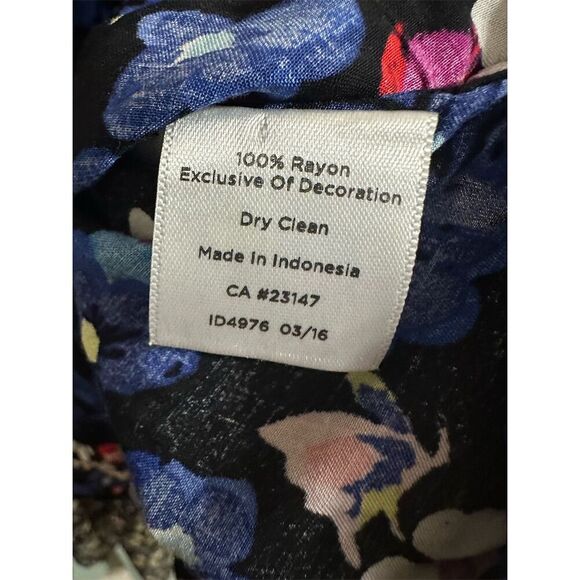 100% Rayon
Exclusive Of Decoration
Dry Clean
Made In Indonesia
CA #23147
ID4976 03/16